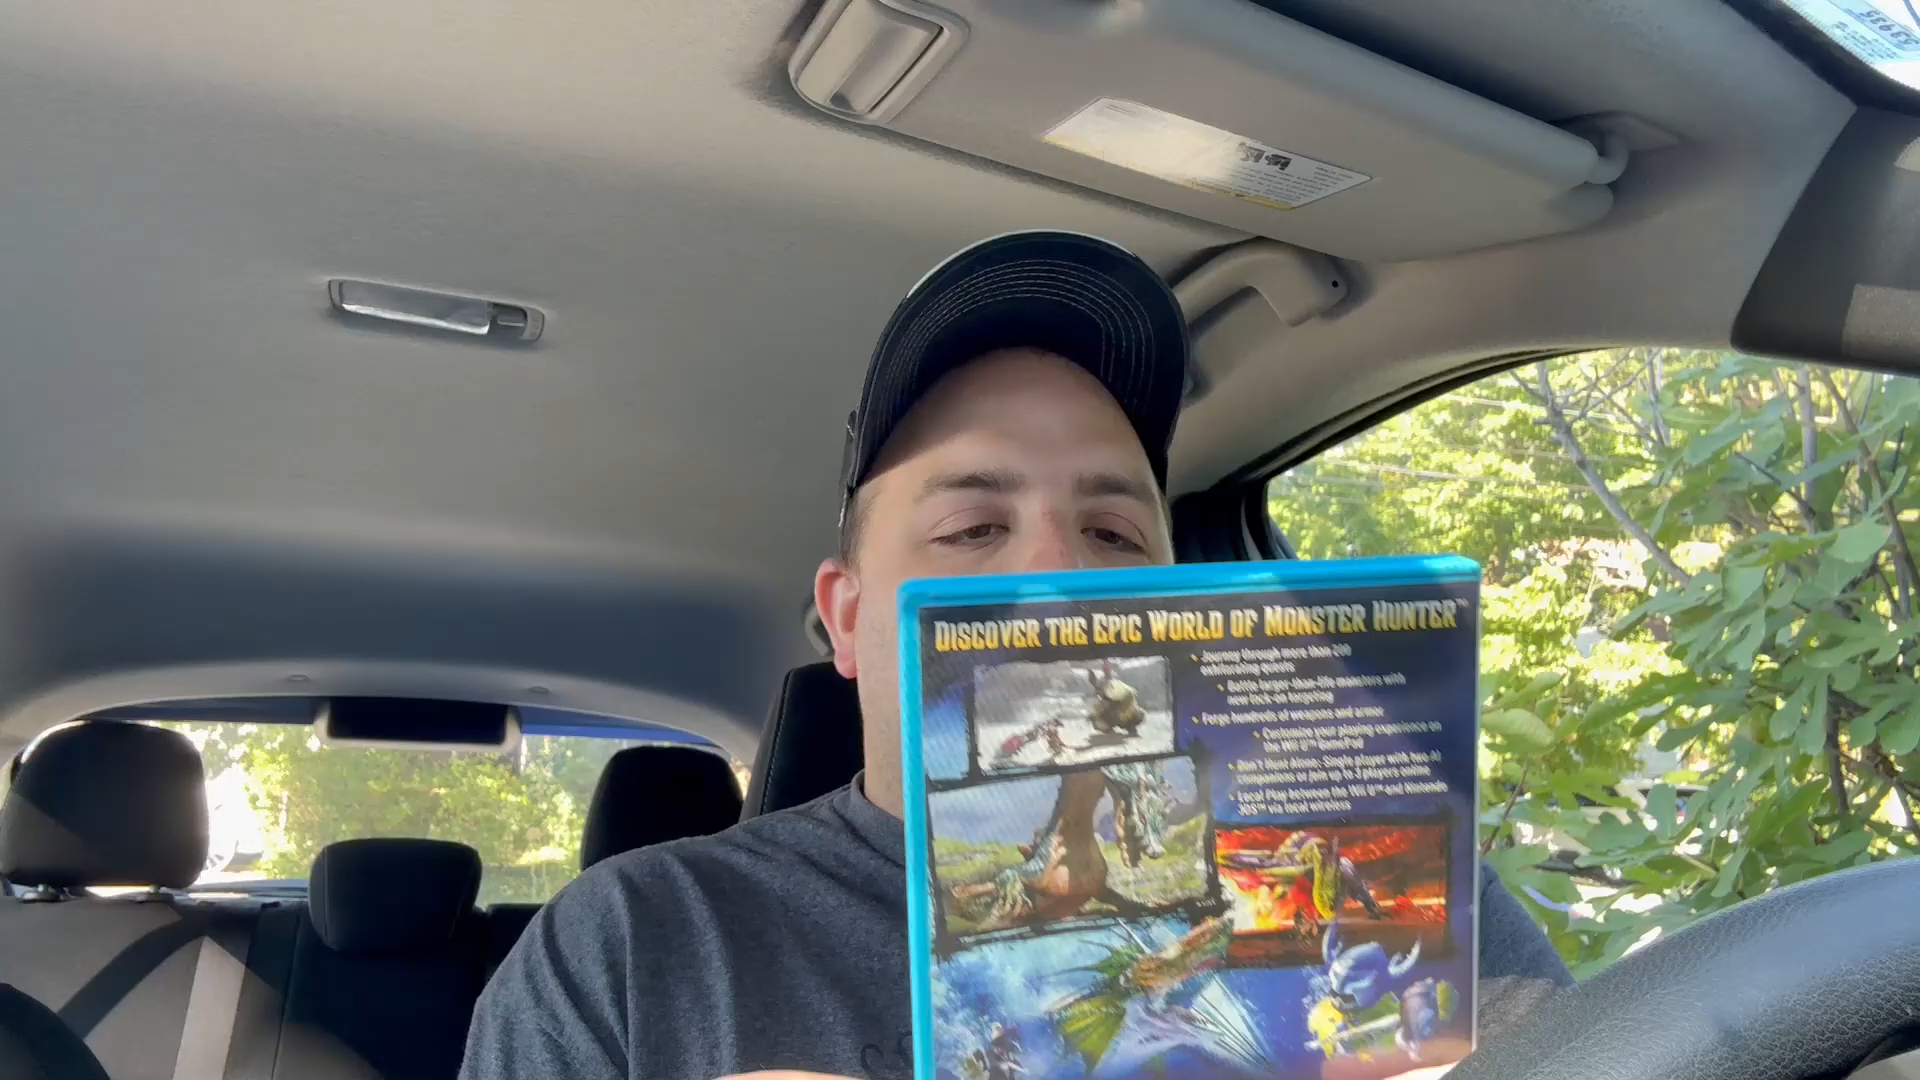 DISCOVER THE EPIC WORLD OF MONSTER HUNTER™
Journey through more than 200
exhilarating quests
Battle larger-than-life monsters with
new lock-on targeting
Forge hundreds of weapons and armor
Customize your playing experience on
the Wii U™ GamePad
Don't Hunt Alone: Single player with two AI
companions or join up to 3 players online
Local Play between the Wii U™ and Nintendo
3DS™ via local wireless